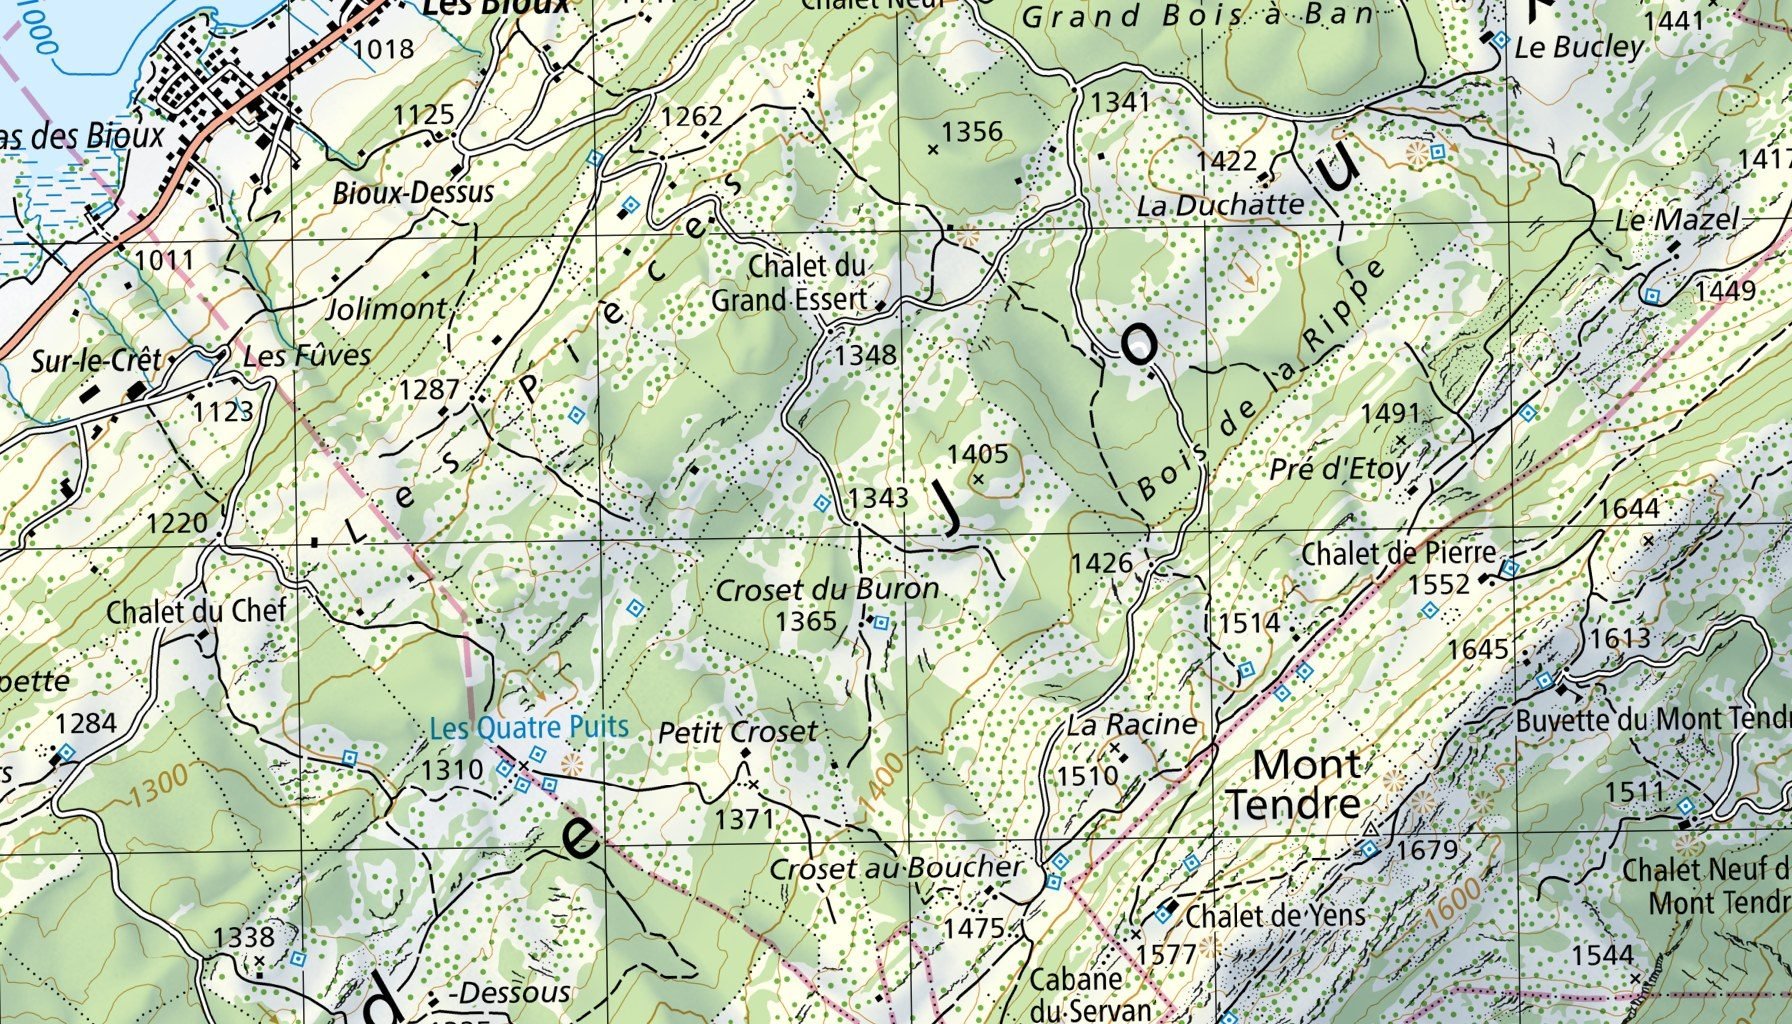 Les Bioux
Chalet Neuf
Grand Bois à Ban
1441
Le Bucley
1000
1018
1125
1262
1341
1356
1422
1417
as des Bioux
Bioux-Dessus
La Duchatte
u
Le Mazel
1011
1449
Jolimont
Chalet du
Grand Essert
1348
O
Sur-le-Crêt
Les Fûves
1123
1287
Les Pièces
Bois de la Rippe
1491
Pré d'Etoy
1405
1343
J
1644
1220
Chalet de Pierre
1552
1426
Chalet du Chef
Croset du Buron
1365
1514
1645
1613
pette
1284
Les Quatre Puits
1310
Petit Croset
1371
La Racine
1510
Buvette du Mont Tend
1300
1400
Mont
Tendre
1511
1679
e
Croset au Boucher
1475
Chalet de Yens
1577
1600
Chalet Neuf d
Mont Tendr
1544
1338
Cabane
du Servan
d
-Dessous